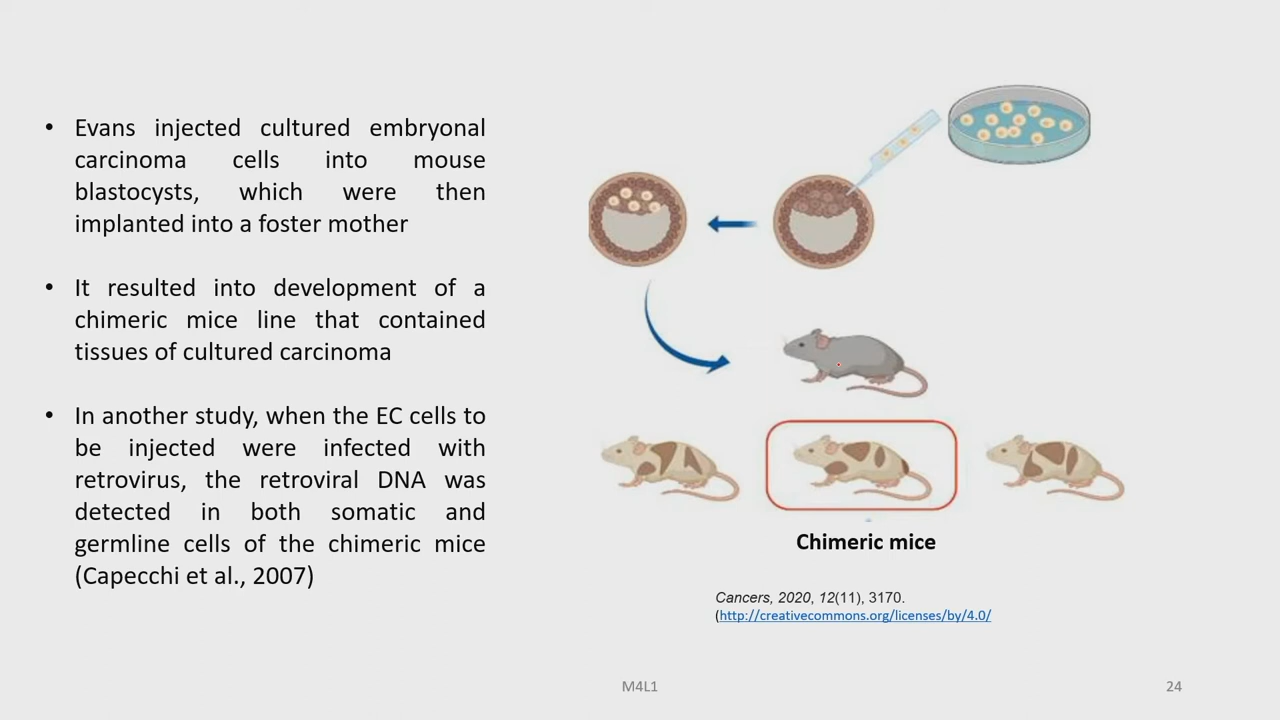 • Evans injected cultured embryonal
carcinoma cells into mouse
blastocysts, which were then
implanted into a foster mother
• It resulted into development of a
chimeric mice line that contained
tissues of cultured carcinoma
• In another study, when the EC cells to
be injected were infected with
retrovirus, the retroviral DNA was
detected in both somatic and
germline cells of the chimeric mice
(Capecchi et al., 2007)
Chimeric mice
Cancers, 2020, 12(11), 3170.
(http://creativecommons.org/licenses/by/4.0/
M4L1
24